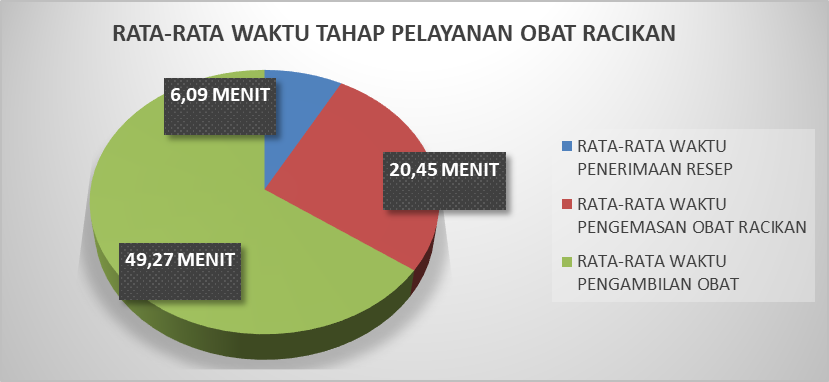 RATA-RATA WAKTU TAHAP PELAYANAN OBAT RACIKAN
6,09 MENIT
20,45 MENIT
49,27 MENIT
RATA-RATA WAKTU
PENERIMAAN RESEP
RATA-RATA WAKTU
PENGEMASAN OBAT RACIKAN
RATA-RATA WAKTU
PENGAMBILAN OBAT